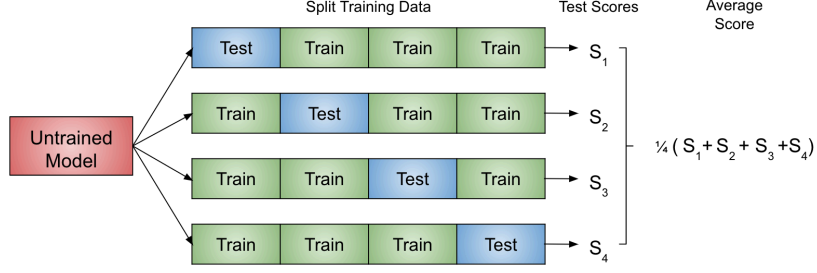 Split Training Data
Test Scores
Average
Score
Test Train Train Train
S1
Train Test Train Train
S2
Untrained
Model
¼ ( S1+ S2 + S3 +S4)
Train Train Test Train
S3
Train Train Train Test
S4